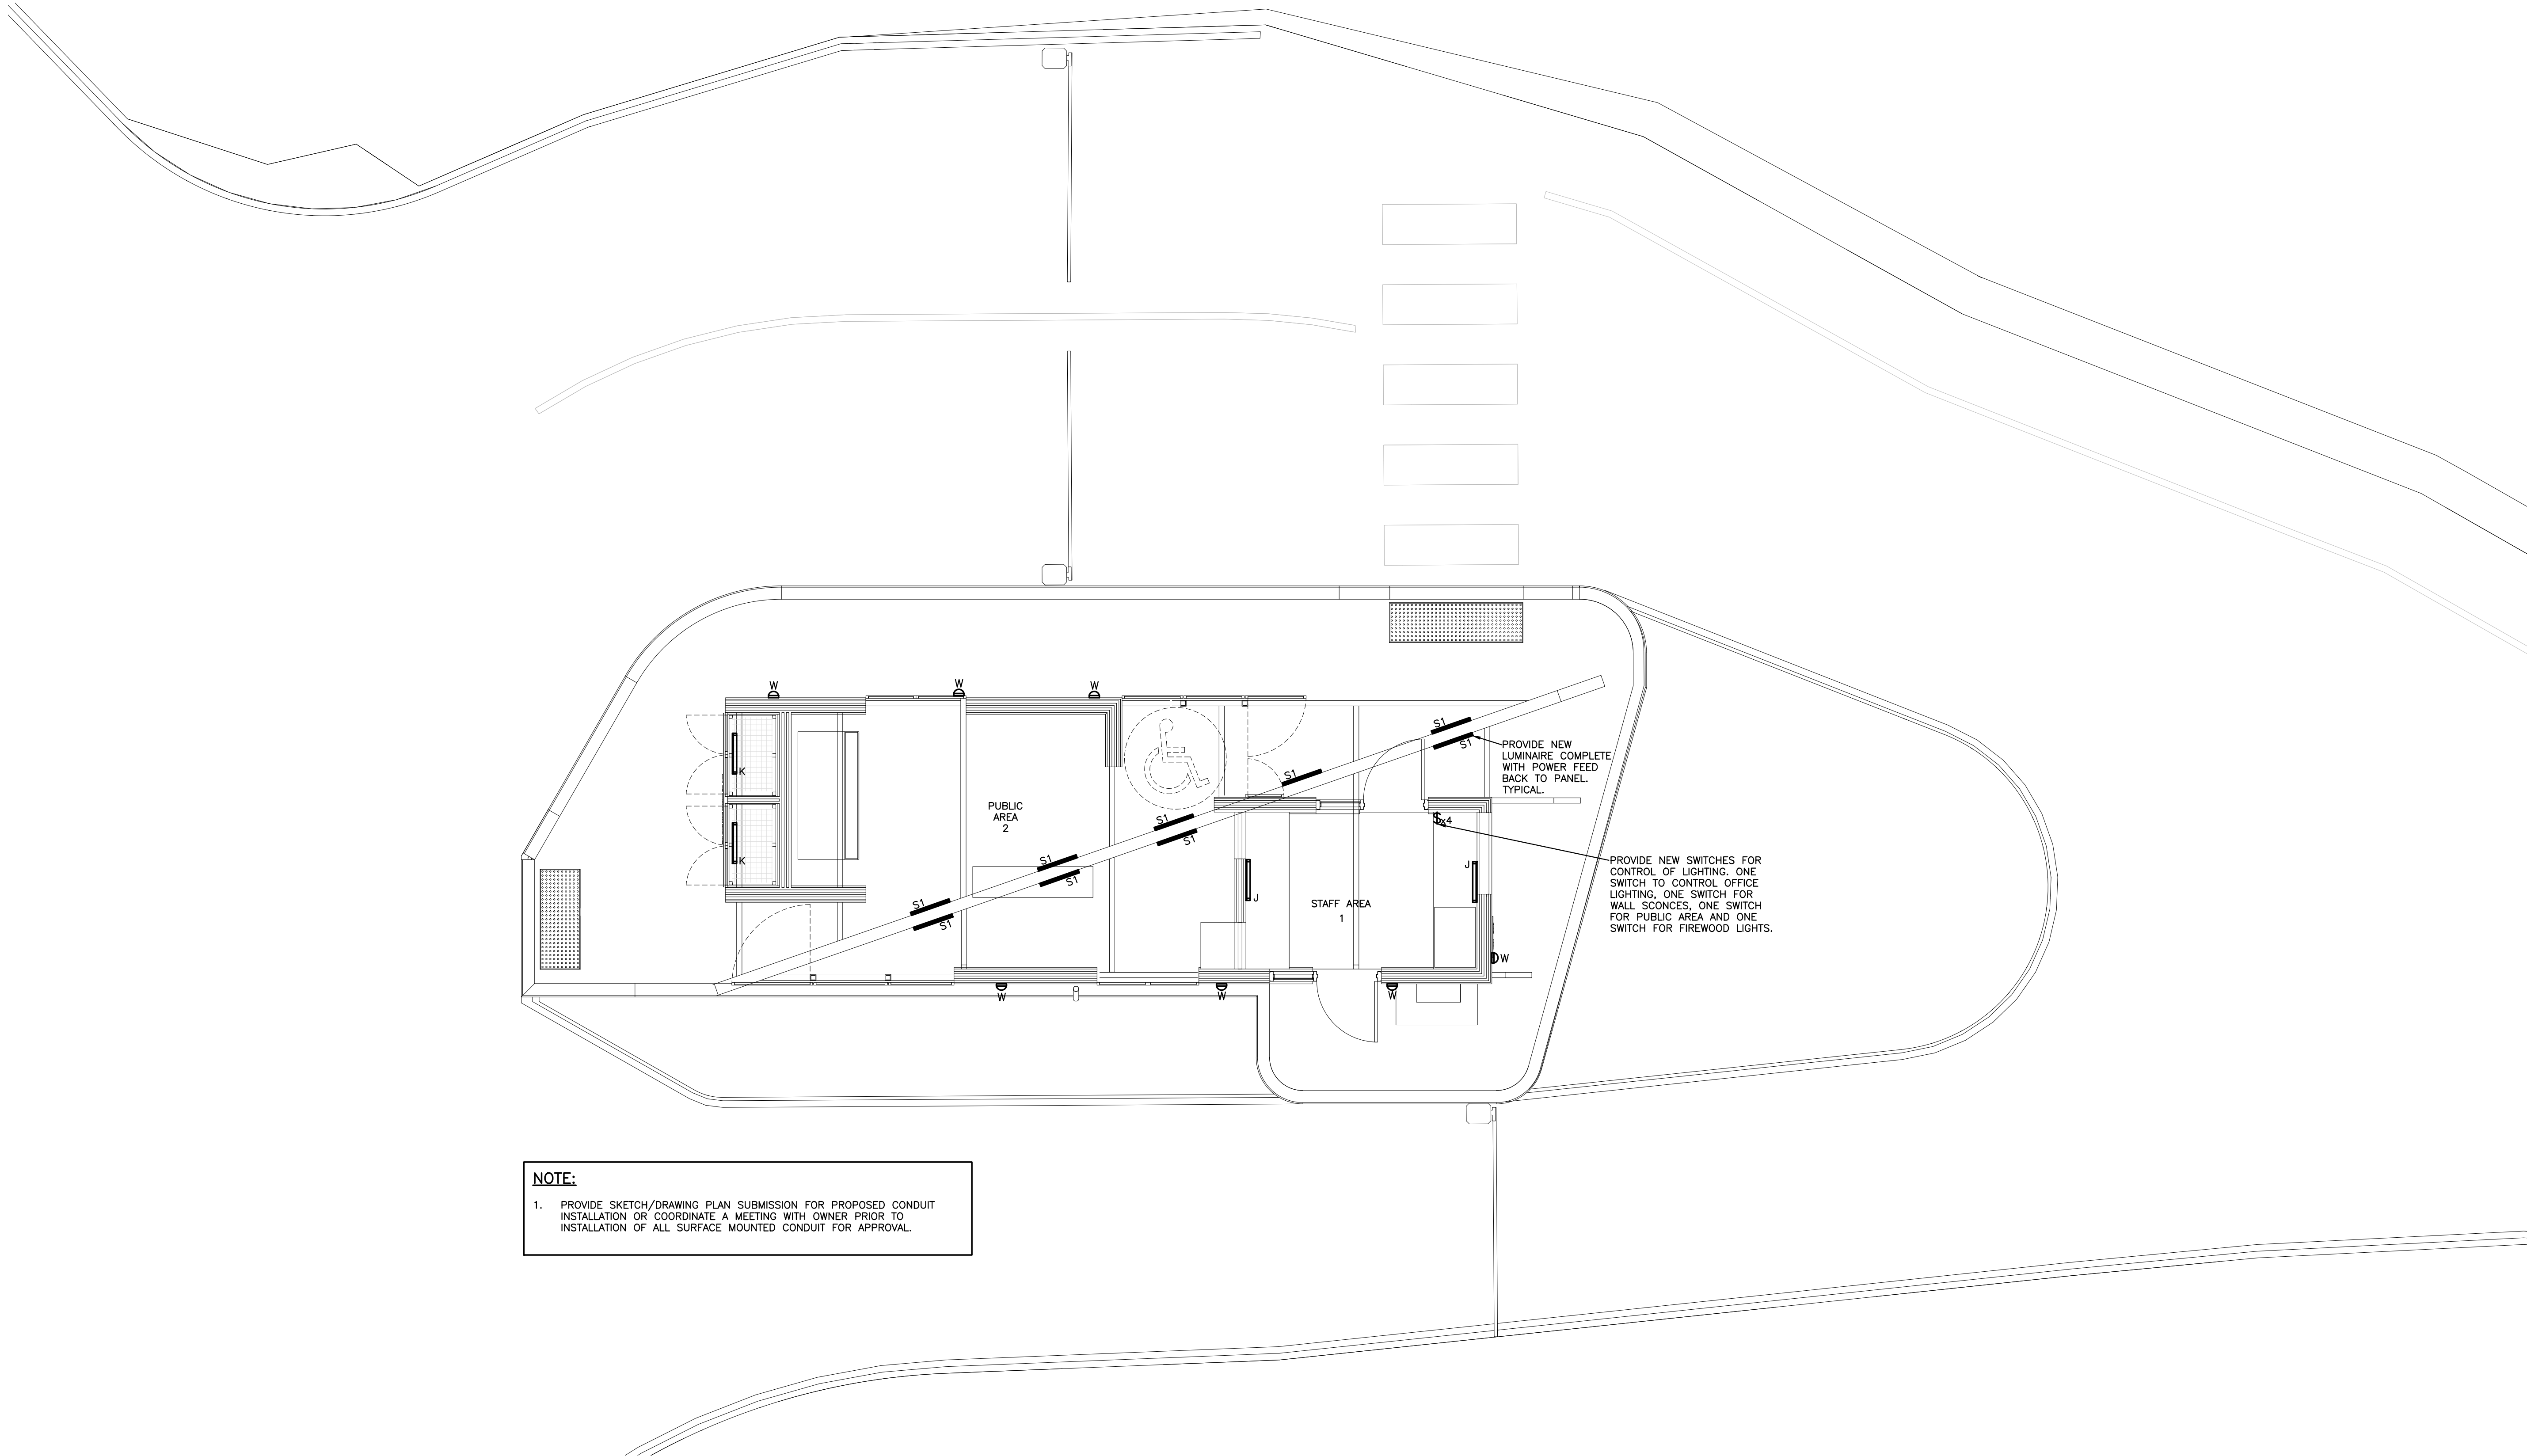 W
W
W
S1
S1
PROVIDE NEW
LUMINAIRE COMPLETE
WITH POWER FEED
BACK TO PANEL.
TYPICAL.
K
S1
PUBLIC
AREA
2
S1
S1
$x4
K
S1
S1
J
J
PROVIDE NEW SWITCHES FOR
CONTROL OF LIGHTING. ONE
SWITCH TO CONTROL OFFICE
LIGHTING, ONE SWITCH FOR
WALL SCONCES, ONE SWITCH
FOR PUBLIC AREA AND ONE
SWITCH FOR FIREWOOD LIGHTS.
S1
S1
STAFF AREA
1
W
W
W
W
NOTE:
1. PROVIDE SKETCH/DRAWING PLAN SUBMISSION FOR PROPOSED CONDUIT
INSTALLATION OR COORDINATE A MEETING WITH OWNER PRIOR TO
INSTALLATION OF ALL SURFACE MOUNTED CONDUIT FOR APPROVAL.